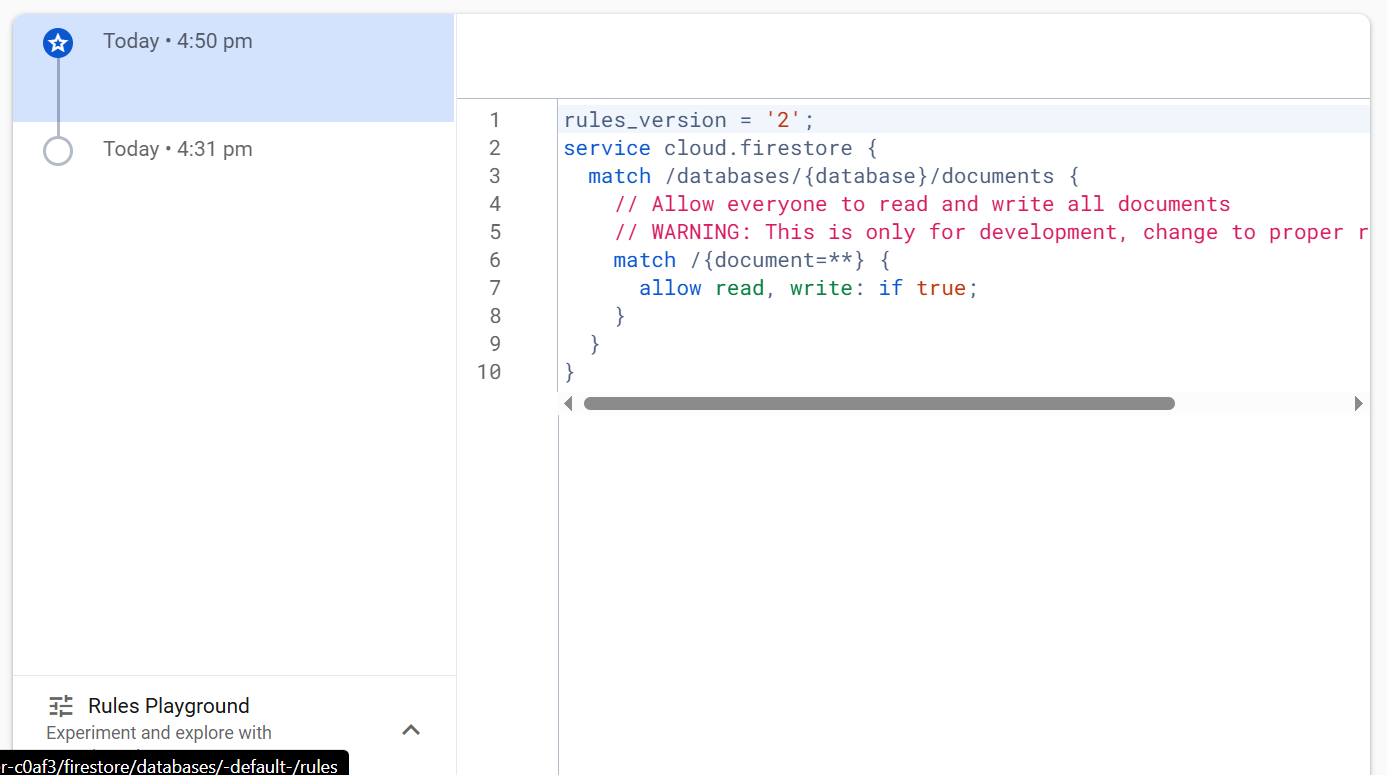 Today • 4:50 pm
Today • 4:31 pm
1 rules_version = '2';
2 service cloud.firestore {
3 match /databases/{database}/documents {
4 // Allow everyone to read and write all documents
5 // WARNING: This is only for development, change to proper r
6 match /{document=**} {
7 allow read, write: if true;
8 }
9 }
10 }
Rules Playground
Experiment and explore with
r-c0af3/firestore/databases/-default-/rules